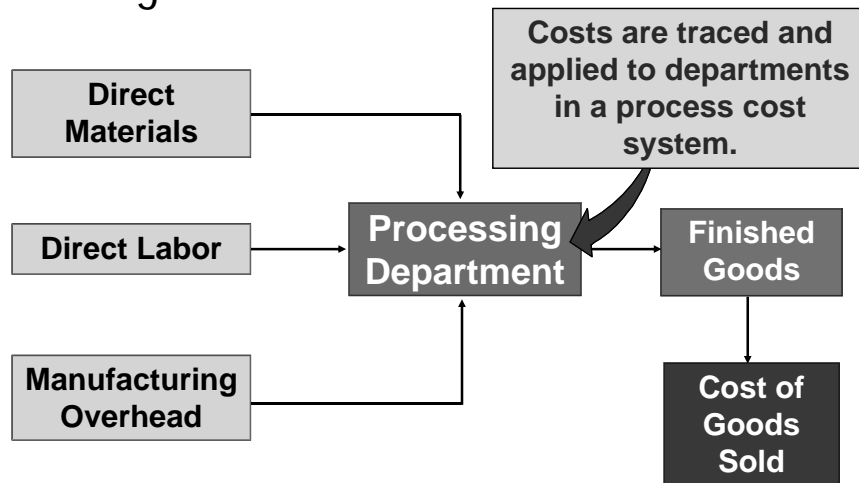 Costs are traced and
applied to departments
in a process cost
system.
Direct
Materials
Direct Labor
Processing
Department
Finished
Goods
Manufacturing
Overhead
Cost of
Goods
Sold